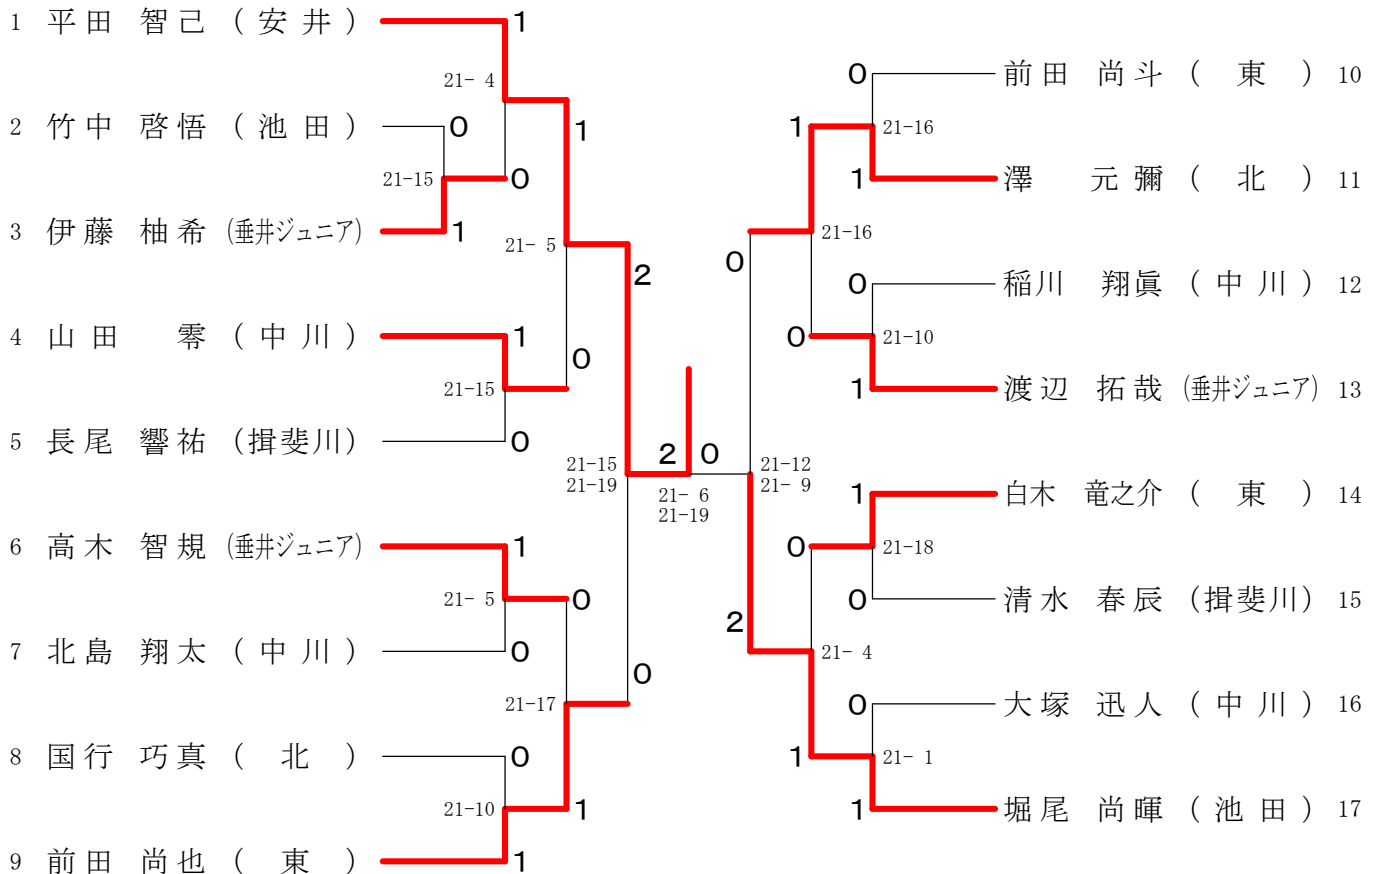 1 平田 智己 ( 安 井 )
2 竹中 啓悟 ( 池 田 )
3 伊藤 柚希 (垂井ジュニア)
4 山田 零 ( 中 川 )
5 長尾 響祐 (揖斐川)
6 高木 智規 (垂井ジュニア)
7 北島 翔太 ( 中 川 )
8 国行 巧真 ( 北 )
9 前田 尚也 ( 東 )
1
21- 4
0
21-15
0
1
1
21- 5
2
1
0
21-15
0
21-15
21-19
1
21- 5
0
0
21-17
0
0
21-10
1
1
2 0
21- 6
21-19
0
21-12
21- 9
2
1
21-16
0
0
21-16
1
0
21-10
1
0
21- 4
1
1
21-18
0
0
21- 1
1
前田 尚斗 ( 東 ) 10
澤 元彌 ( 北 ) 11
稲川 翔眞 ( 中 川 ) 12
渡辺 拓哉 (垂井ジュニア) 13
白木 竜之介 ( 東 ) 14
清水 春辰 (揖斐川) 15
大塚 迅人 ( 中 川 ) 16
堀尾 尚暉 ( 池 田 ) 17